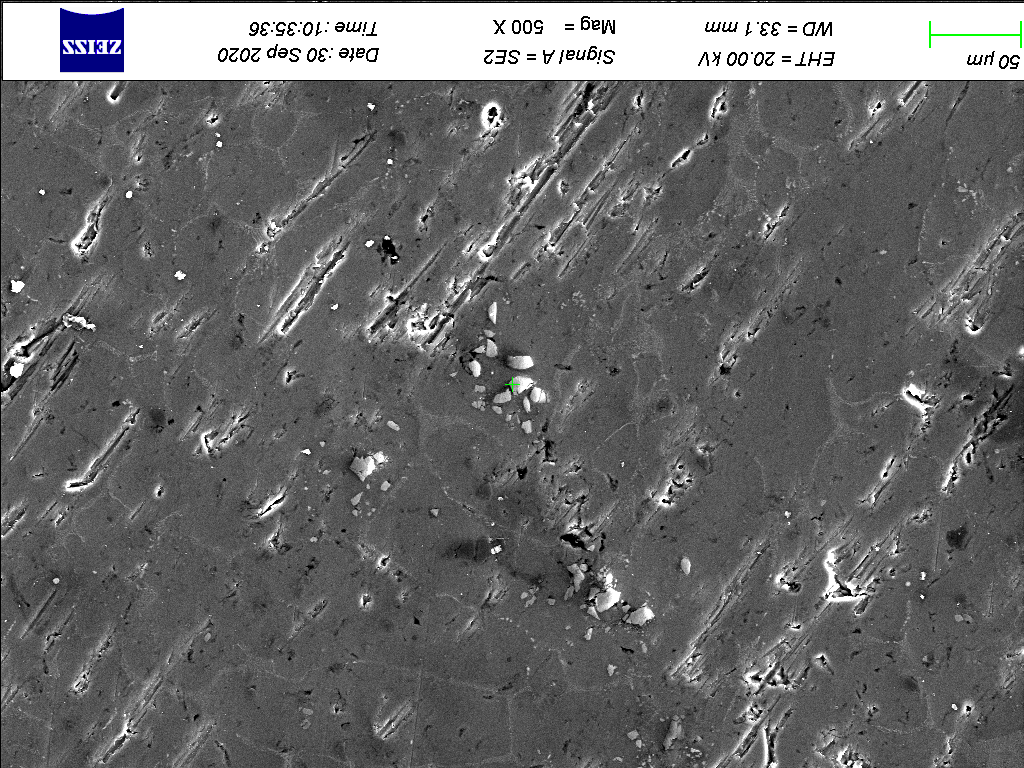 50 µm
EHT = 20.00 kV
WD = 33.1 mm
Signal A = SE2
Mag = 500 X
Date :30 Sep 2020
Time :10:35:36
ZEISS